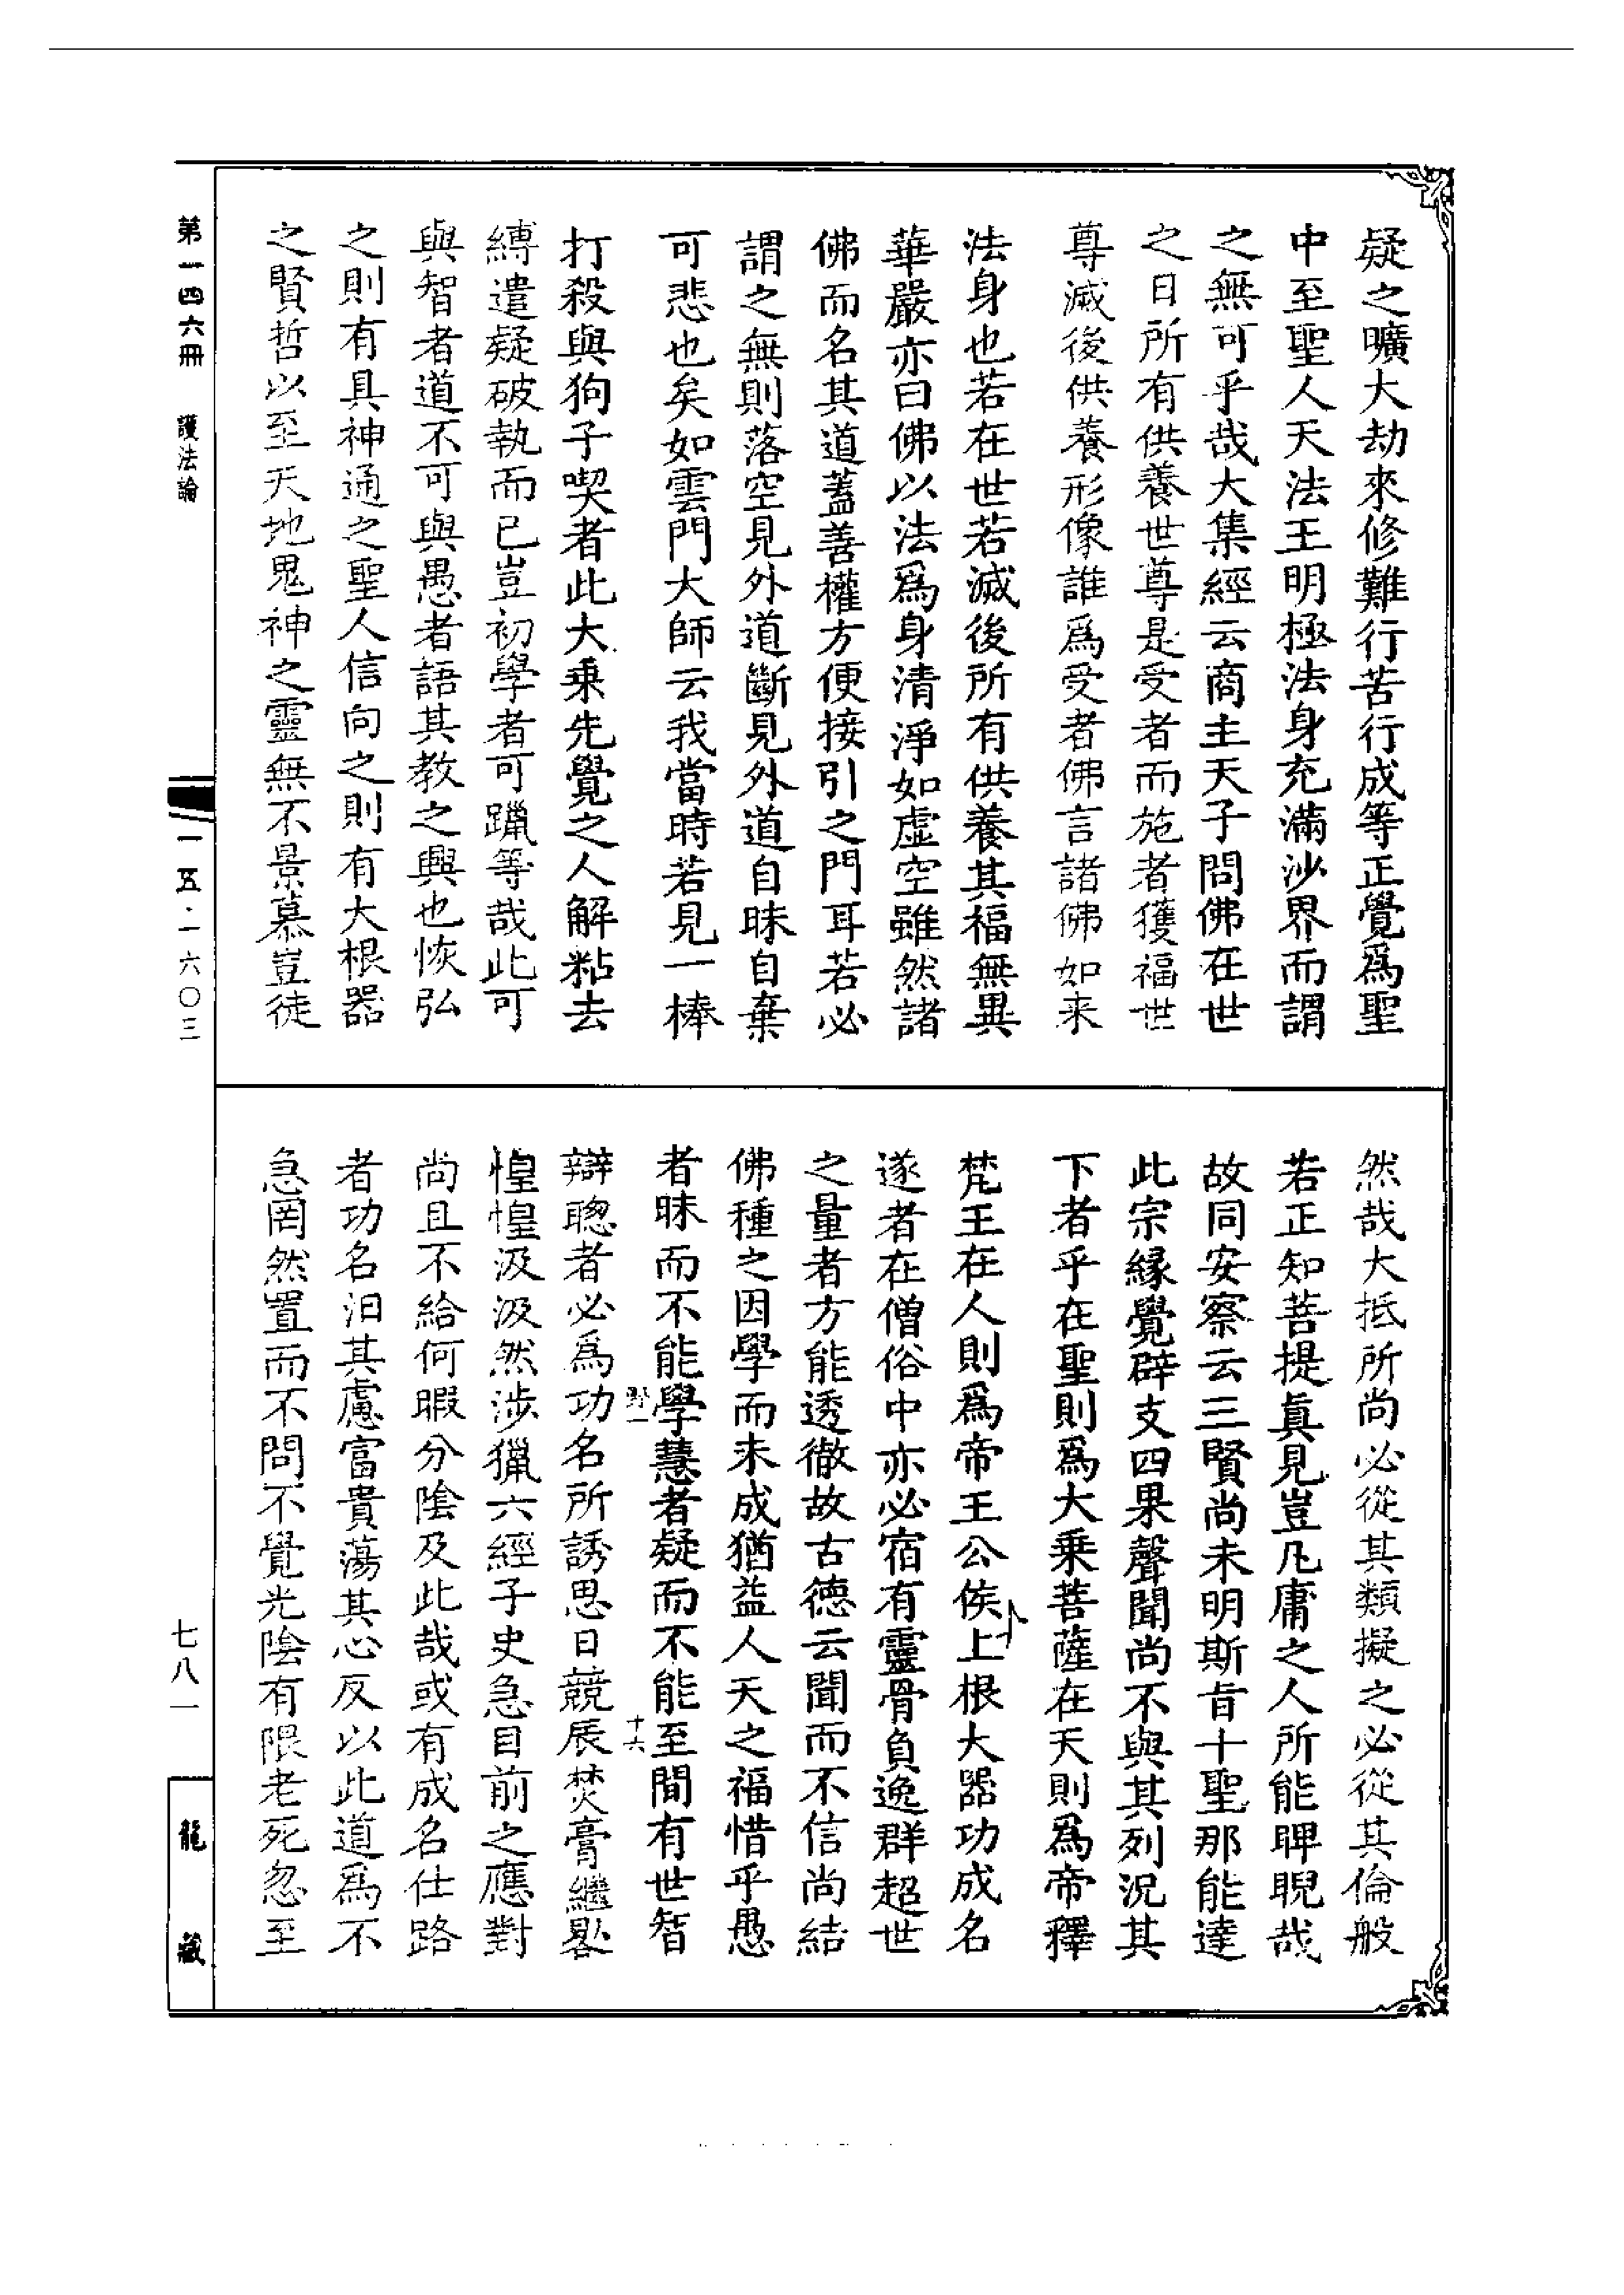 疑之曠大劫來修難行苦行成等正覺爲聖
中至聖人天法王明極法身充滿沙界而謂
之無可乎哉大集經云商主天子問佛在世
之日所有供養世尊是受者而施者獲福世
尊滅後供養形像誰爲受者佛言諸佛如来
法身也若在世若滅後所有供養其福無異
華嚴亦曰佛以法爲身清淨如虛空雖然諸
佛而名其道蓋善權方便接引之門耳若必
謂之無則落空見外道斷見外道自昧自棄
可悲也矣如雲門大師云我當時若見一棒
打殺與狗子喫者此大乗先覺之人解粘去
縛遣疑破執而已豈初學者可躐等哉此可
與智者道不可與愚者語其教之興也恢弘
之則有具神通之聖人信向之則有大根器
之賢哲以至天地鬼神之靈無不景慕豈徒
然哉大抵所尚必從其類擬之必從其倫般
若正知菩提眞見豈凡庸之人所能睥睨哉
故同安察云三賢尚未明斯旨十聖那能達
此宗緣覺辟支四果聲聞尚不與其列況其
下者乎在聖則爲大乗菩薩在天則爲帝釋
梵王在人則爲帝王公侯上根大器功成名
遂者在僧俗中亦必宿有靈骨負逸群超世
之量者方能透徹故古德云聞而不信尚結
佛種之因學而未成猶益人天之福惜乎愚
者昧而不能學慧者疑而不能至間有世智
十六
辯聰者必爲功名所誘思日競辰焚膏繼晷
惶惶汲汲然涉獵六經子史急目前之應對
尚且不給何暇分陰及此哉或有成名仕路
者功名汨其慮富貴蕩其心反以此道爲不
急罔然置而不問不覺光陰有限老死忽至
第一四六冊 護法論
一五·一六〇三
七八一
龍藏